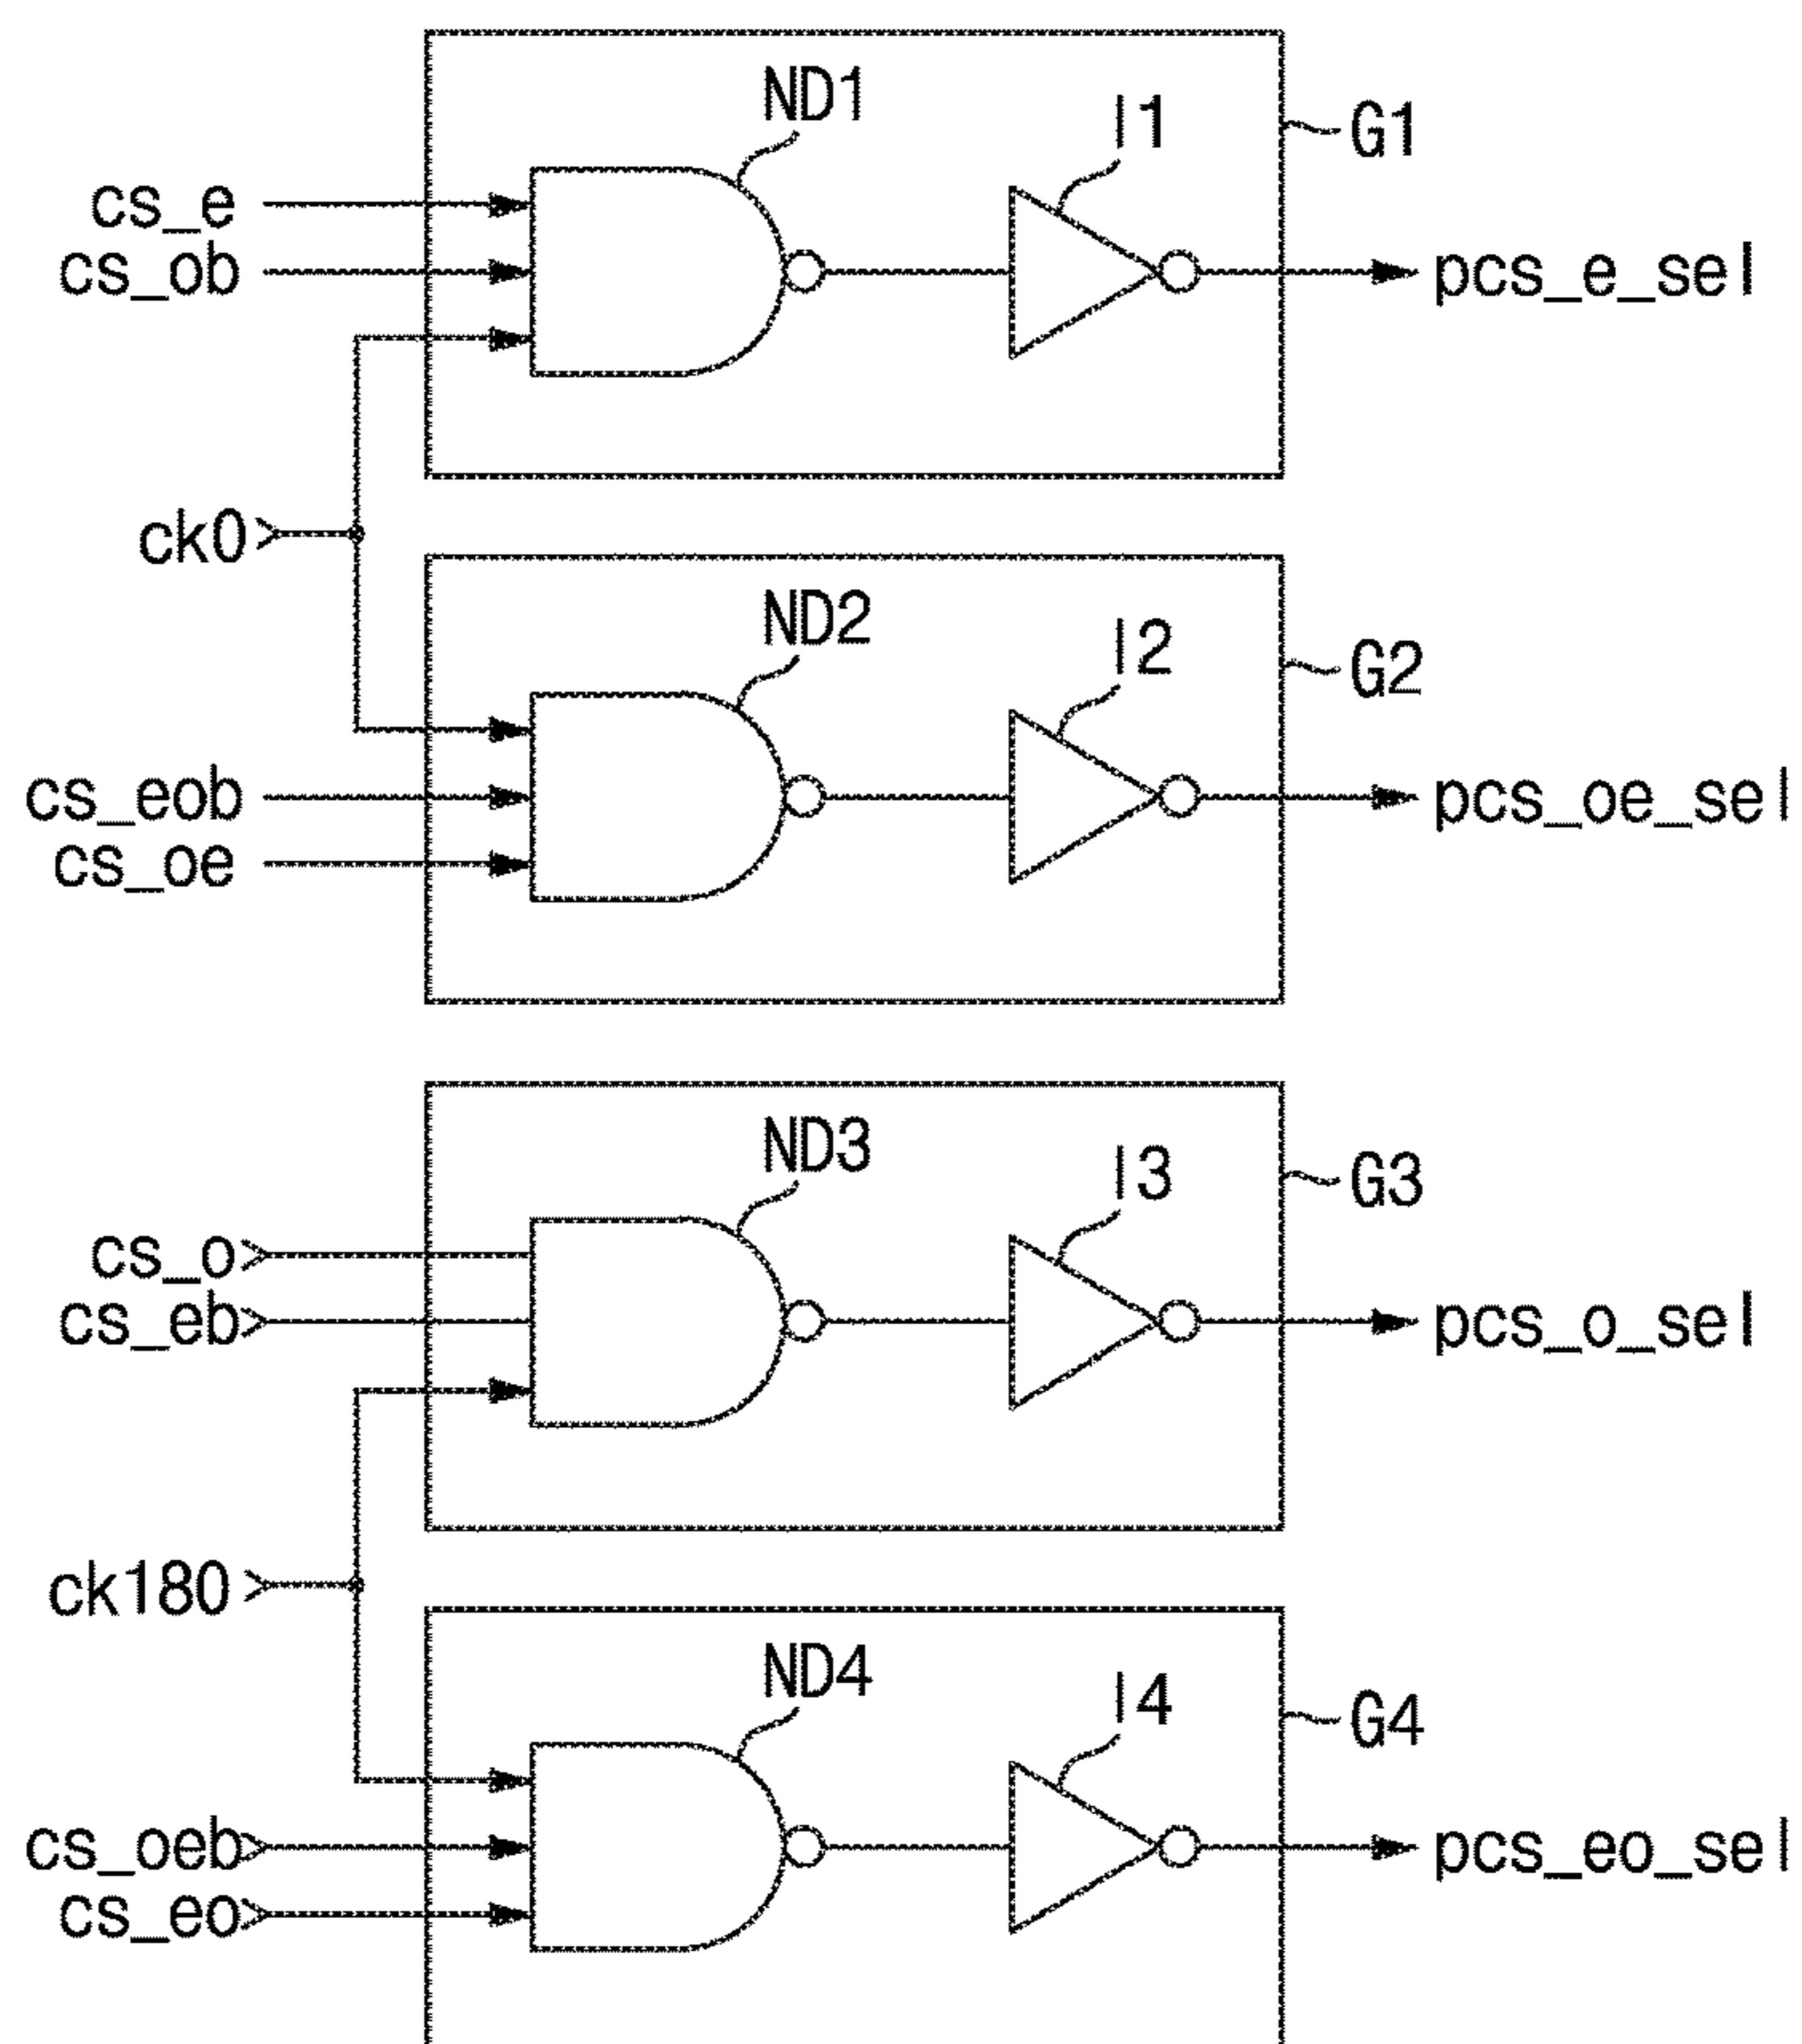 ND1
I1
G1
cs_e
cs_ob
pcs_e_sel
ck0
ND2
I2
G2
cs_eob
pcs_oe_sel
cs_oe
ND3
I3
G3
cs_o
cs_eb
pcs_o_sel
ck180
ND4
I4
G4
cs_oeb
pcs_eo_sel
cs_eo